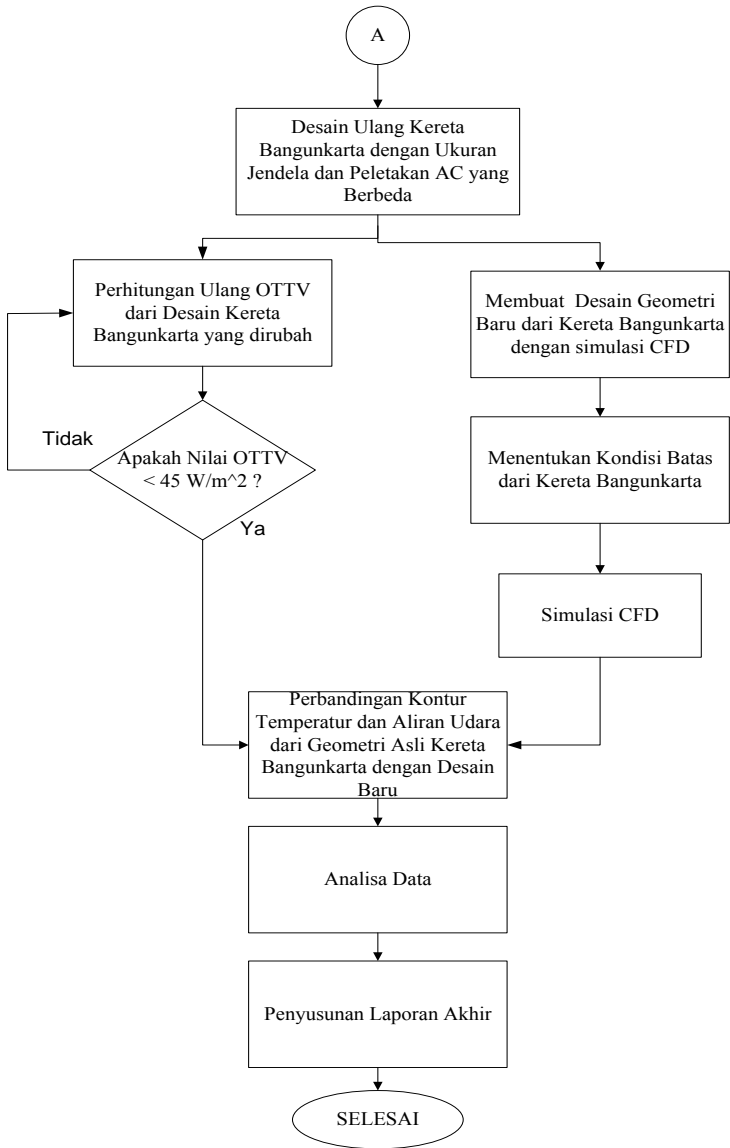 A
Desain Ulang Kereta
Bangunkarta dengan Ukuran
Jendela dan Peletakan AC yang
Berbeda
Perhitungan Ulang OTTV
dari Desain Kereta
Bangunkarta yang dirubah
Membuat Desain Geometri
Baru dari Kereta Bangunkarta
dengan simulasi CFD
Tidak
Apakah Nilai OTTV
< 45 W/m^2 ?
Ya
Menentukan Kondisi Batas
dari Kereta Bangunkarta
Simulasi CFD
Perbandingan Kontur
Temperatur dan Aliran Udara
dari Geometri Asli Kereta
Bangunkarta dengan Desain
Baru
Analisa Data
Penyusunan Laporan Akhir
SELESAI